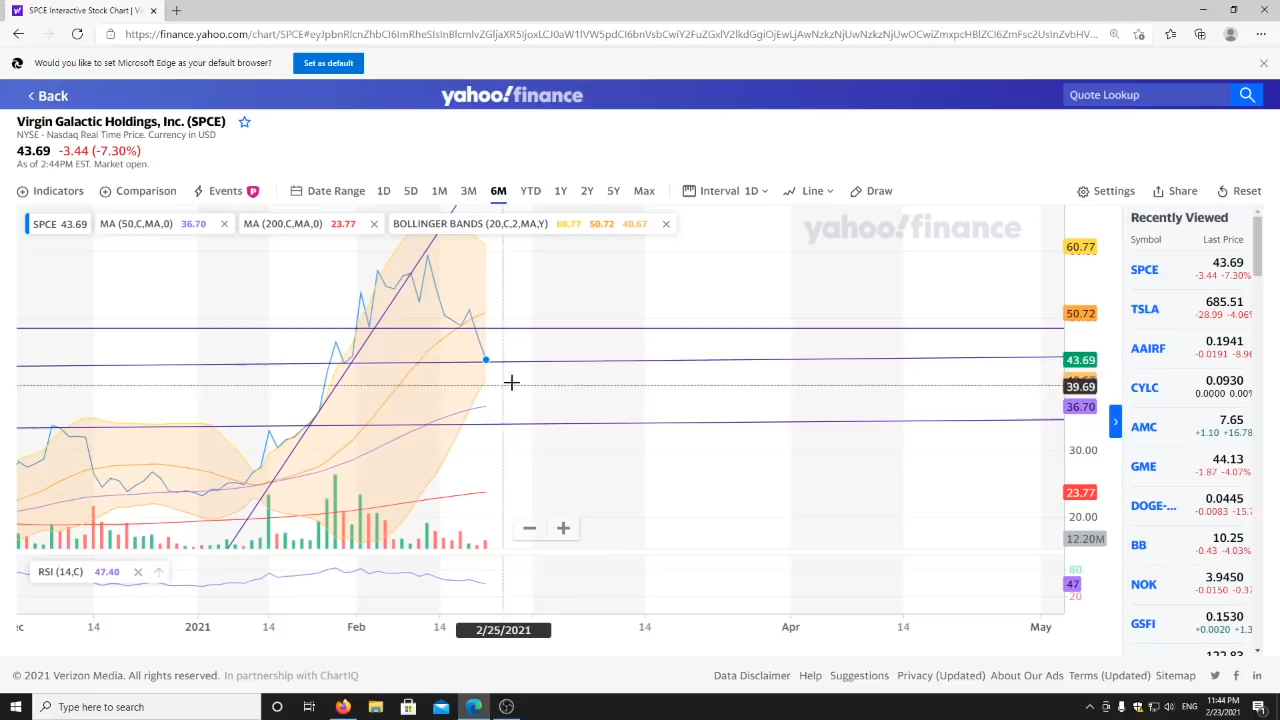 SPCE Interactive Stock Chart | Vi
https://finance.yahoo.com/chart/SPCE#eyJpbnRlcnZhbCI6ImRheSIsInBlcmlvZGljaXR5IjoxLCJ0aW1lVW5pdCI6bnVsbCwiY2FuZGxlV2lkdGgiOjEwLjAwNzkzNjUwNzkzNjUwOCwiZmxpcHBlZCI6ZmFsc2UsInZvbHV...
Would you like to set Microsoft Edge as your default browser?
Set as default
< Back
yahoo!finance
Quote Lookup
Virgin Galactic Holdings, Inc. (SPCE)
NYSE - Nasdaq Real Time Price. Currency in USD
43.69 -3.44 (-7.30%)
As of 2:44PM EST. Market open.
Indicators Comparison Events P Date Range 1D 5D 1M 3M 6M YTD 1Y 2Y 5Y Max Interval 1D Line Draw Settings Share Reset
SPCE 43.69 MA (50,C,MA,0) 36.70 MA (200,C,MA,0) 23.77 BOLLINGER BANDS (20,C,2,MA,Y) 60.77 50.72 40.67
yahoo!finance
60.77
50.72
43.69
39.69
36.70
30.00
23.77
20.00
12.20M
RSI (14,C) 47.40
80
47
20
14 2021 14 Feb 14 2/25/2021 14 Apr 14 May
Recently Viewed
Symbol Last Price
SPCE 43.69
-3.44 -7.30%
TSLA 685.51
-28.99 -4.06%
AAIRF 0.1941
-0.0191 -8.96
CYLC 0.0930
0.0000 0.00%
AMC 7.65
+1.10 +16.78
GME 44.13
-1.87 -4.07%
DOGE-... 0.0445
-0.0083 -15.7
BB 10.25
-0.43 -4.03%
NOK 3.9450
-0.0150 -0.37
GSFI 0.1530
+0.0020 +1.3
122.83
© 2021 Verizon Media. All rights reserved. In partnership with ChartIQ
Data Disclaimer Help Suggestions Privacy (Updated) About Our Ads Terms (Updated) Sitemap
Type here to search
ENG
11:44 PM
2/23/2021